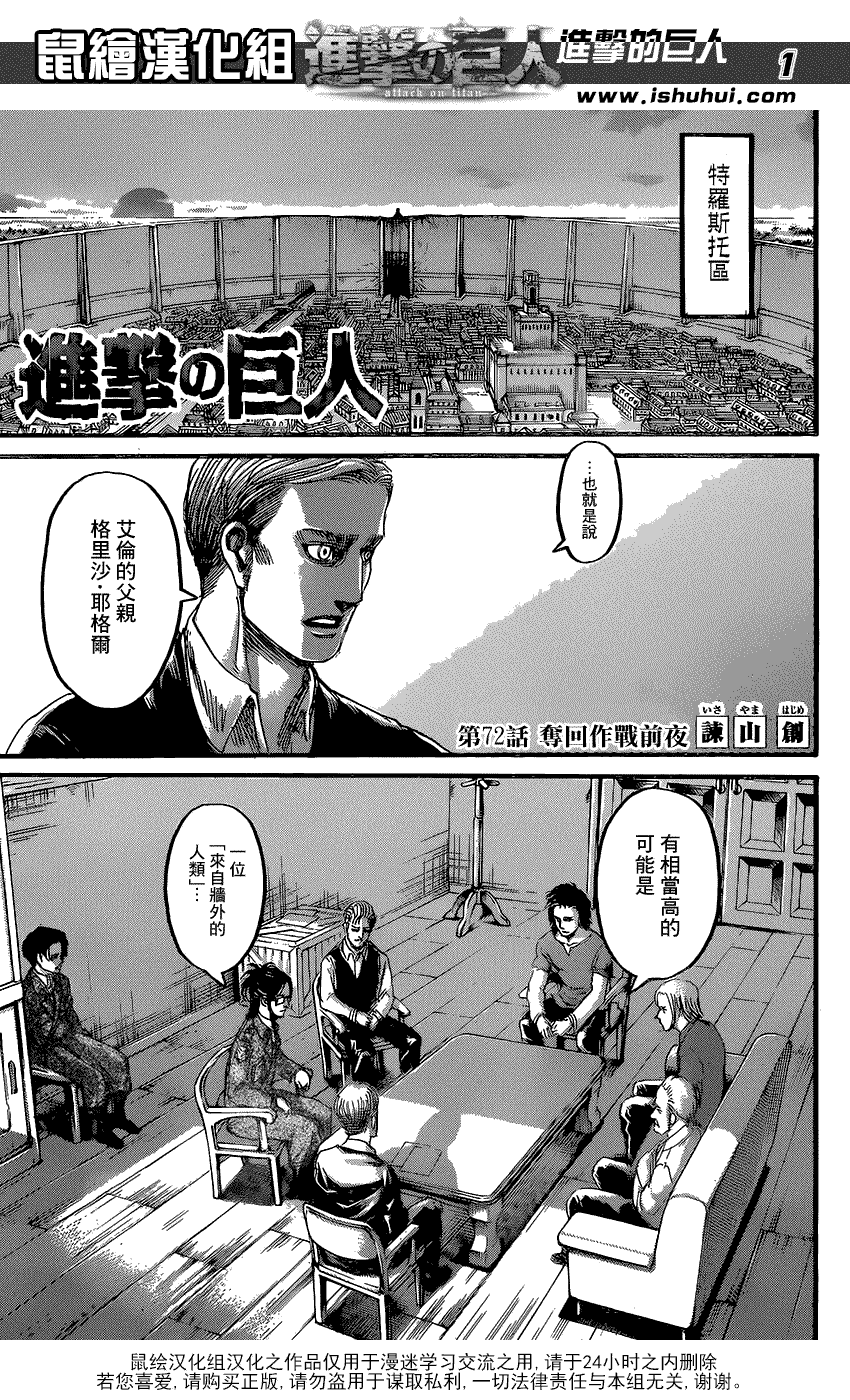 鼠繪漢化組
進撃の巨人
attack on titan
進擊的巨人
1
www.ishuhui.com
特羅斯托區
進撃の巨人
…也就是說
艾倫的父親
格里沙·耶格爾
第72話 奪回作戰前夜
諫山創
いさ やま はじめ
有相當高的
可能是
一位
「來自牆外的
人類」…
鼠绘汉化组汉化之作品仅用于漫迷学习交流之用, 请于24小时之内删除
若您喜爱, 请购买正版, 请勿盗用于谋取私利, 一切法律责任与本组无关, 谢谢。